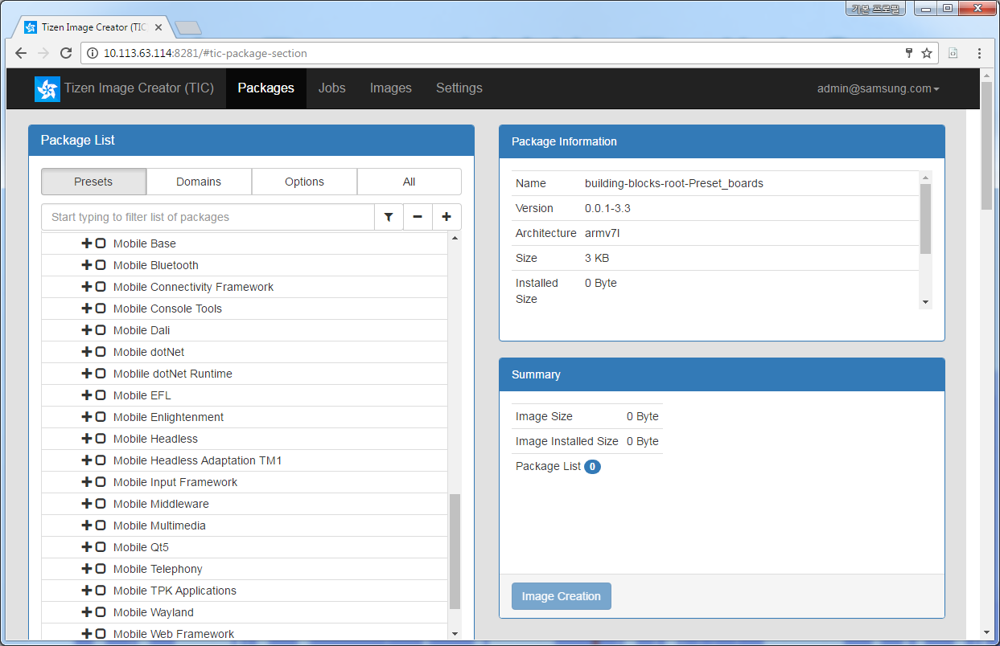 기본 프로필
Tizen Image Creator (TIC
10.113.63.114:8281/#tic-package-section
Tizen Image Creator (TIC)
Packages
Jobs
Images
Settings
admin@samsung.com
Package List
Presets
Domains
Options
All
Start typing to filter list of packages
Mobile Base
Mobile Bluetooth
Mobile Connectivity Framework
Mobile Console Tools
Mobile Dali
Mobile dotNet
Moblile dotNet Runtime
Mobile EFL
Mobile Enlightenment
Mobile Headless
Mobile Headless Adaptation TM1
Mobile Input Framework
Mobile Middleware
Mobile Multimedia
Mobile Qt5
Mobile Telephony
Mobile TPK Applications
Mobile Wayland
Mobile Web Framework
Package Information
Name building-blocks-root-Preset_boards
Version 0.0.1-3.3
Architecture armv7l
Size 3 KB
Installed 0 Byte
Size
Summary
Image Size 0 Byte
Image Installed Size 0 Byte
Package List 0
Image Creation